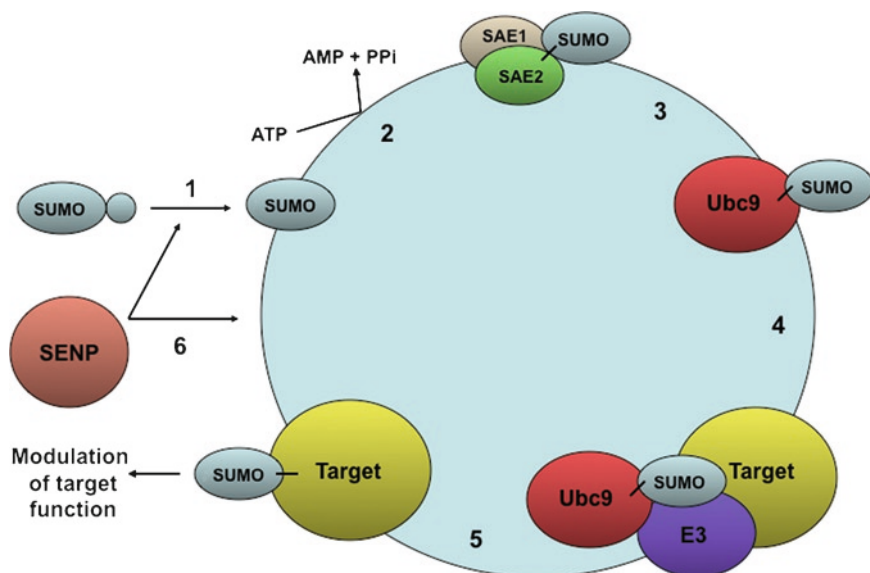 SAE1
SUMO
SAE2
AMP + PPi
ATP
2
3
1
SUMO
SUMO
Ubc9
SUMO
SENP
6
4
Modulation
of target
function
SUMO
Target
Ubc9
SUMO
Target
E3
5